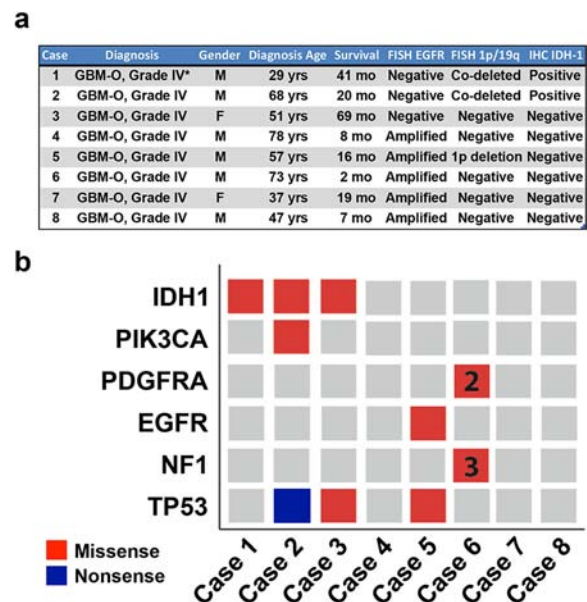 a
Case Diagnosis Gender Diagnosis Age Survival FISH EGFR FISH 1p/19q IHC IDH-1
1 GBM-O, Grade IV* M 29 yrs 41 mo Negative Co-deleted Positive
2 GBM-O, Grade IV M 68 yrs 20 mo Negative Co-deleted Positive
3 GBM-O, Grade IV F 51 yrs 69 mo Negative Negative Negative
4 GBM-O, Grade IV M 78 yrs 8 mo Amplified Negative Negative
5 GBM-O, Grade IV M 57 yrs 16 mo Amplified 1p deletion Negative
6 GBM-O, Grade IV M 73 yrs 2 mo Amplified Negative Negative
7 GBM-O, Grade IV F 37 yrs 19 mo Amplified Negative Negative
8 GBM-O, Grade IV M 47 yrs 7 mo Amplified Negative Negative
b
IDH1
PIK3CA
PDGFRA 2
EGFR
NF1 3
TP53
Missense
Nonsense
Case 1 Case 2 Case 3 Case 4 Case 5 Case 6 Case 7 Case 8